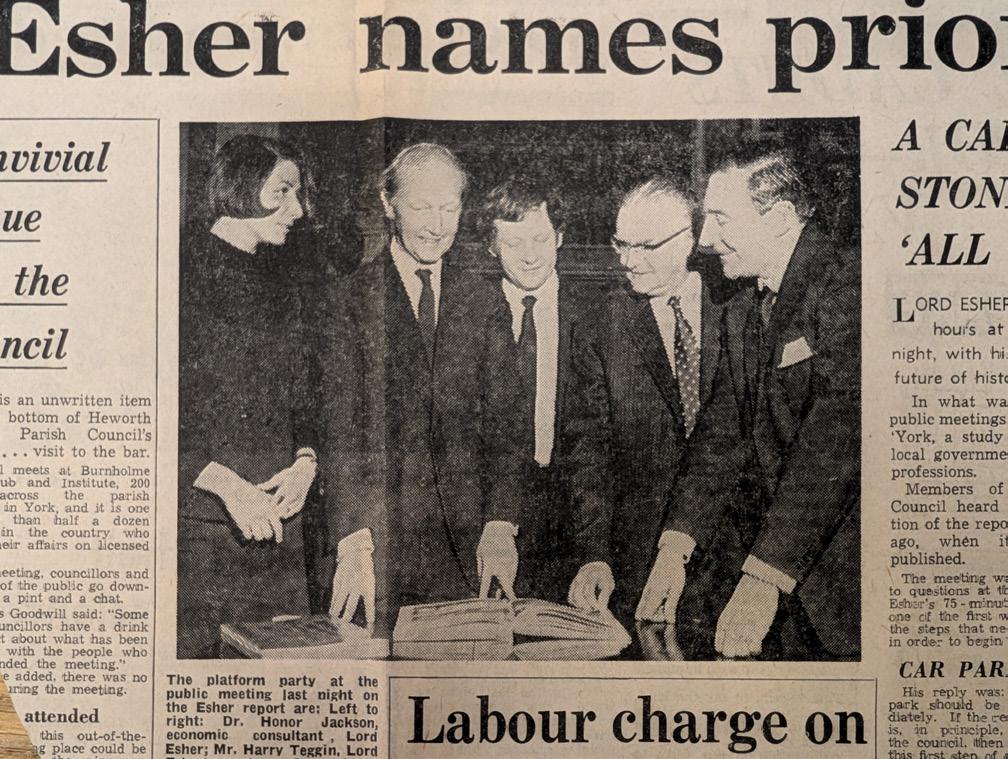 Esher names prio
nvivial
ue
the
ncil
is an unwritten item
bottom of Heworth
Parish Council's
... visit to the bar.
l meets at Burnholme
ub and Institute, 200
across the parish
in York, and it is one
than half a dozen
in the country who
heir affairs on licensed
meeting, councillors and
of the public go down-
a pint and a chat.
s Goodwill said: "Some
uncillors have a drink
t about what has been
with the people who
nded the meeting."
e added, there was no
uring the meeting.
attended
this out-of-the-
ng place could be
The platform party at the
public meeting last night on
the Esher report are: Left to
right: Dr. Honor Jackson,
economic consultant, Lord
Esher; Mr. Harry Teggin, Lord
Labour charge on
A CA
STON
'ALL
LORD ESHER
hours at
night, with hi
future of histo
In what wa
public meetings
'York, a study
local governme
professions.
Members of
Council heard
tion of the repo
ago, when it
published.
The meeting wa
to questions at th
Esher's 75-minut
one of the first w
the steps that ne
in order to begin
CAR PAR
His reply was:
park should be
diately. If the ce
is, in principle,
the council, then
this first step of